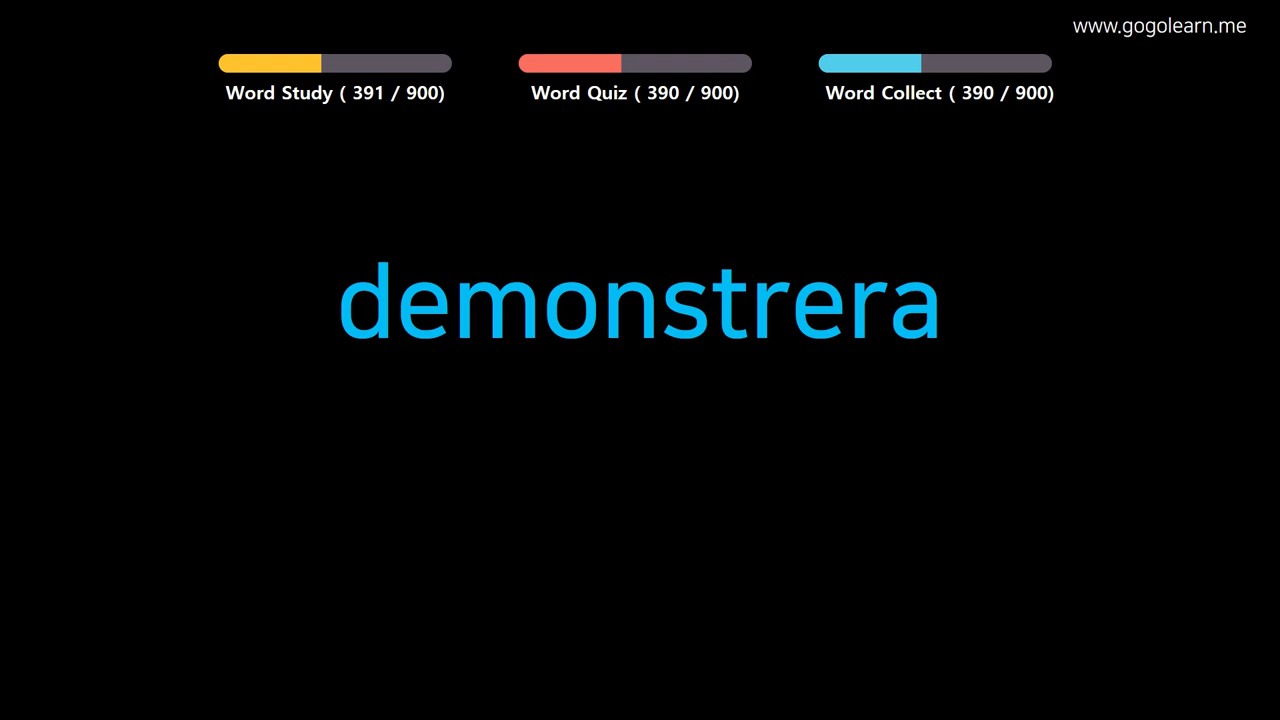 www.gogolearn.me
Word Study ( 391 / 900)
Word Quiz ( 390 / 900)
Word Collect ( 390 / 900)
demonstrera